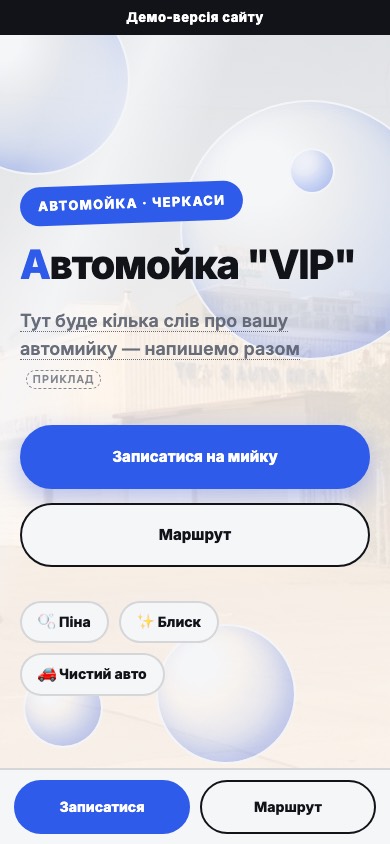 Демо-версія сайту
АВТОМОЙКА · ЧЕРКАСИ
Автомойка "VIP"
Тут буде кілька слів про вашу
автомийку — напишемо разом
ПРИКЛАД
Записатися на мийку
Маршрут
🫧 Піна
✨ Блиск
🚗 Чистий авто
Записатися
Маршрут